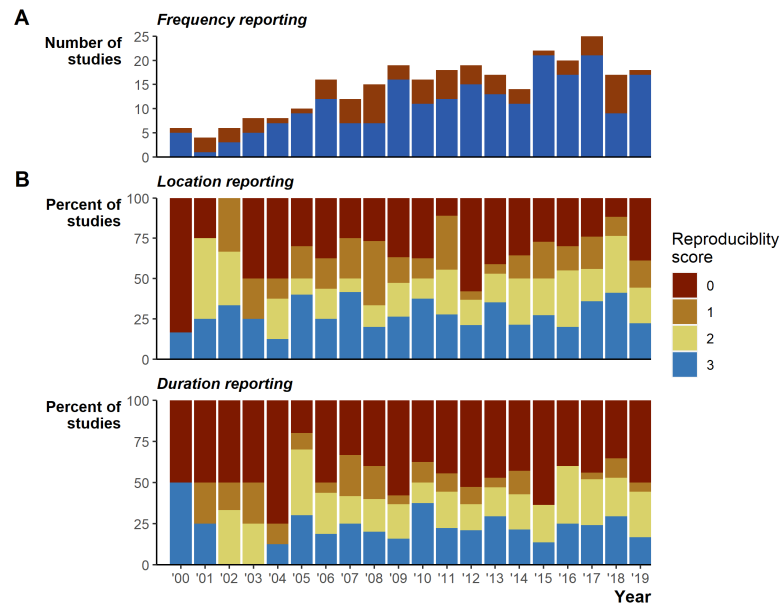 A
Frequency reporting
Number of
studies
25
20
15
10
5
0
B
Location reporting
Percent of
studies
100
75
50
25
0
Reproduciblity
score
0
1
2
3
Duration reporting
Percent of
studies
100
75
50
25
0
'00 '01 '02 '03 '04 '05 '06 '07 '08 '09 '10 '11 '12 '13 '14 '15 '16 '17 '18 '19
Year